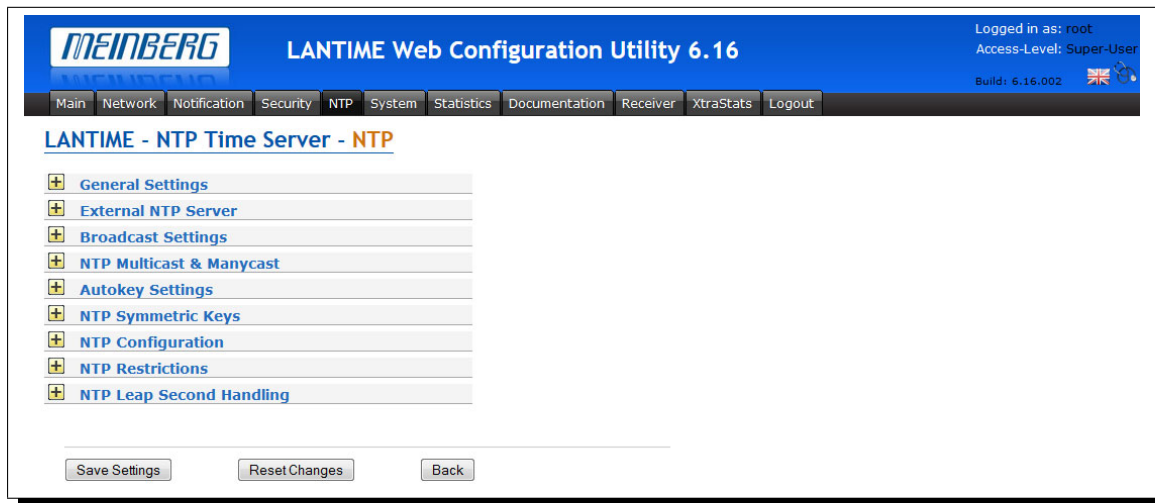 MEINBERG
LANTIME Web Configuration Utility 6.16
Logged in as: root
Access-Level: Super-User
Build: 6.16.002
Main Network Notification Security NTP System Statistics Documentation Receiver XtraStats Logout
LANTIME - NTP Time Server - NTP
General Settings
External NTP Server
Broadcast Settings
NTP Multicast & Manycast
Autokey Settings
NTP Symmetric Keys
NTP Configuration
NTP Restrictions
NTP Leap Second Handling
Save Settings Reset Changes Back